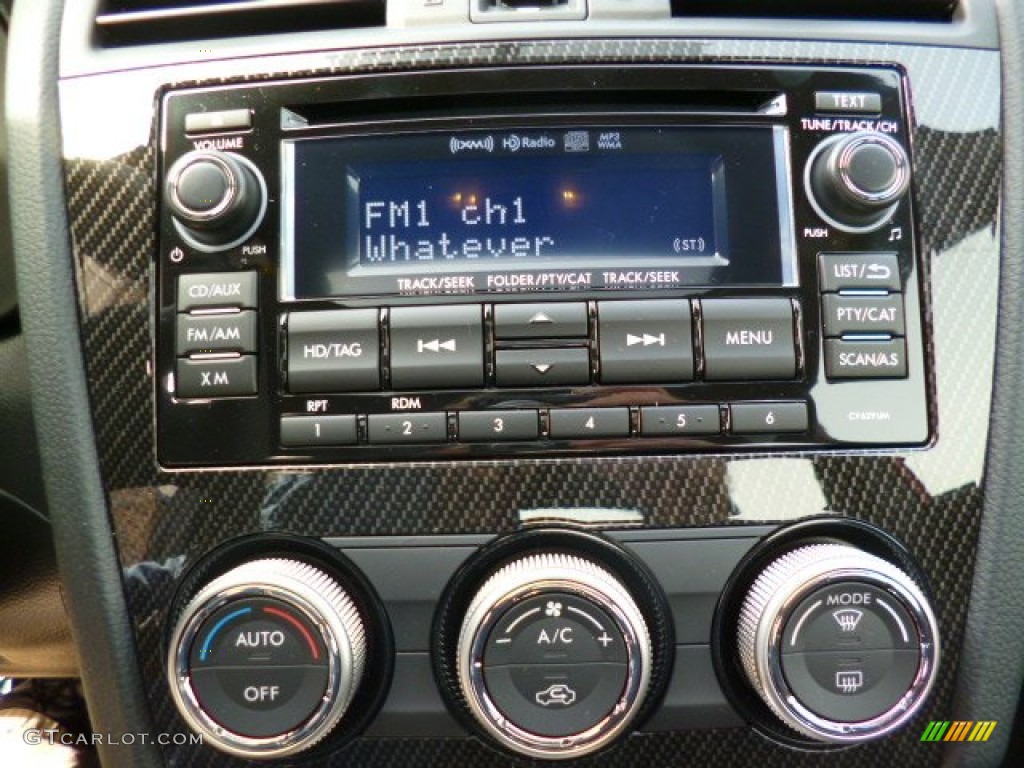 TEXT
VOLUME
TUNE/TRACK/CH
((XM)) HD Radio MP3
WMA
FM1 ch1
Whatever
((ST))
PUSH
PUSH
TRACK/SEEK FOLDER/PTY/CAT TRACK/SEEK
CD/AUX
LIST/
FM/AM
PTY/CAT
HD/TAG
MENU
XM
SCAN/AS
RPT RDM
1 2 3 4 5 6
AUTO
OFF
A/C
+
MODE
GTCARLOT.COM